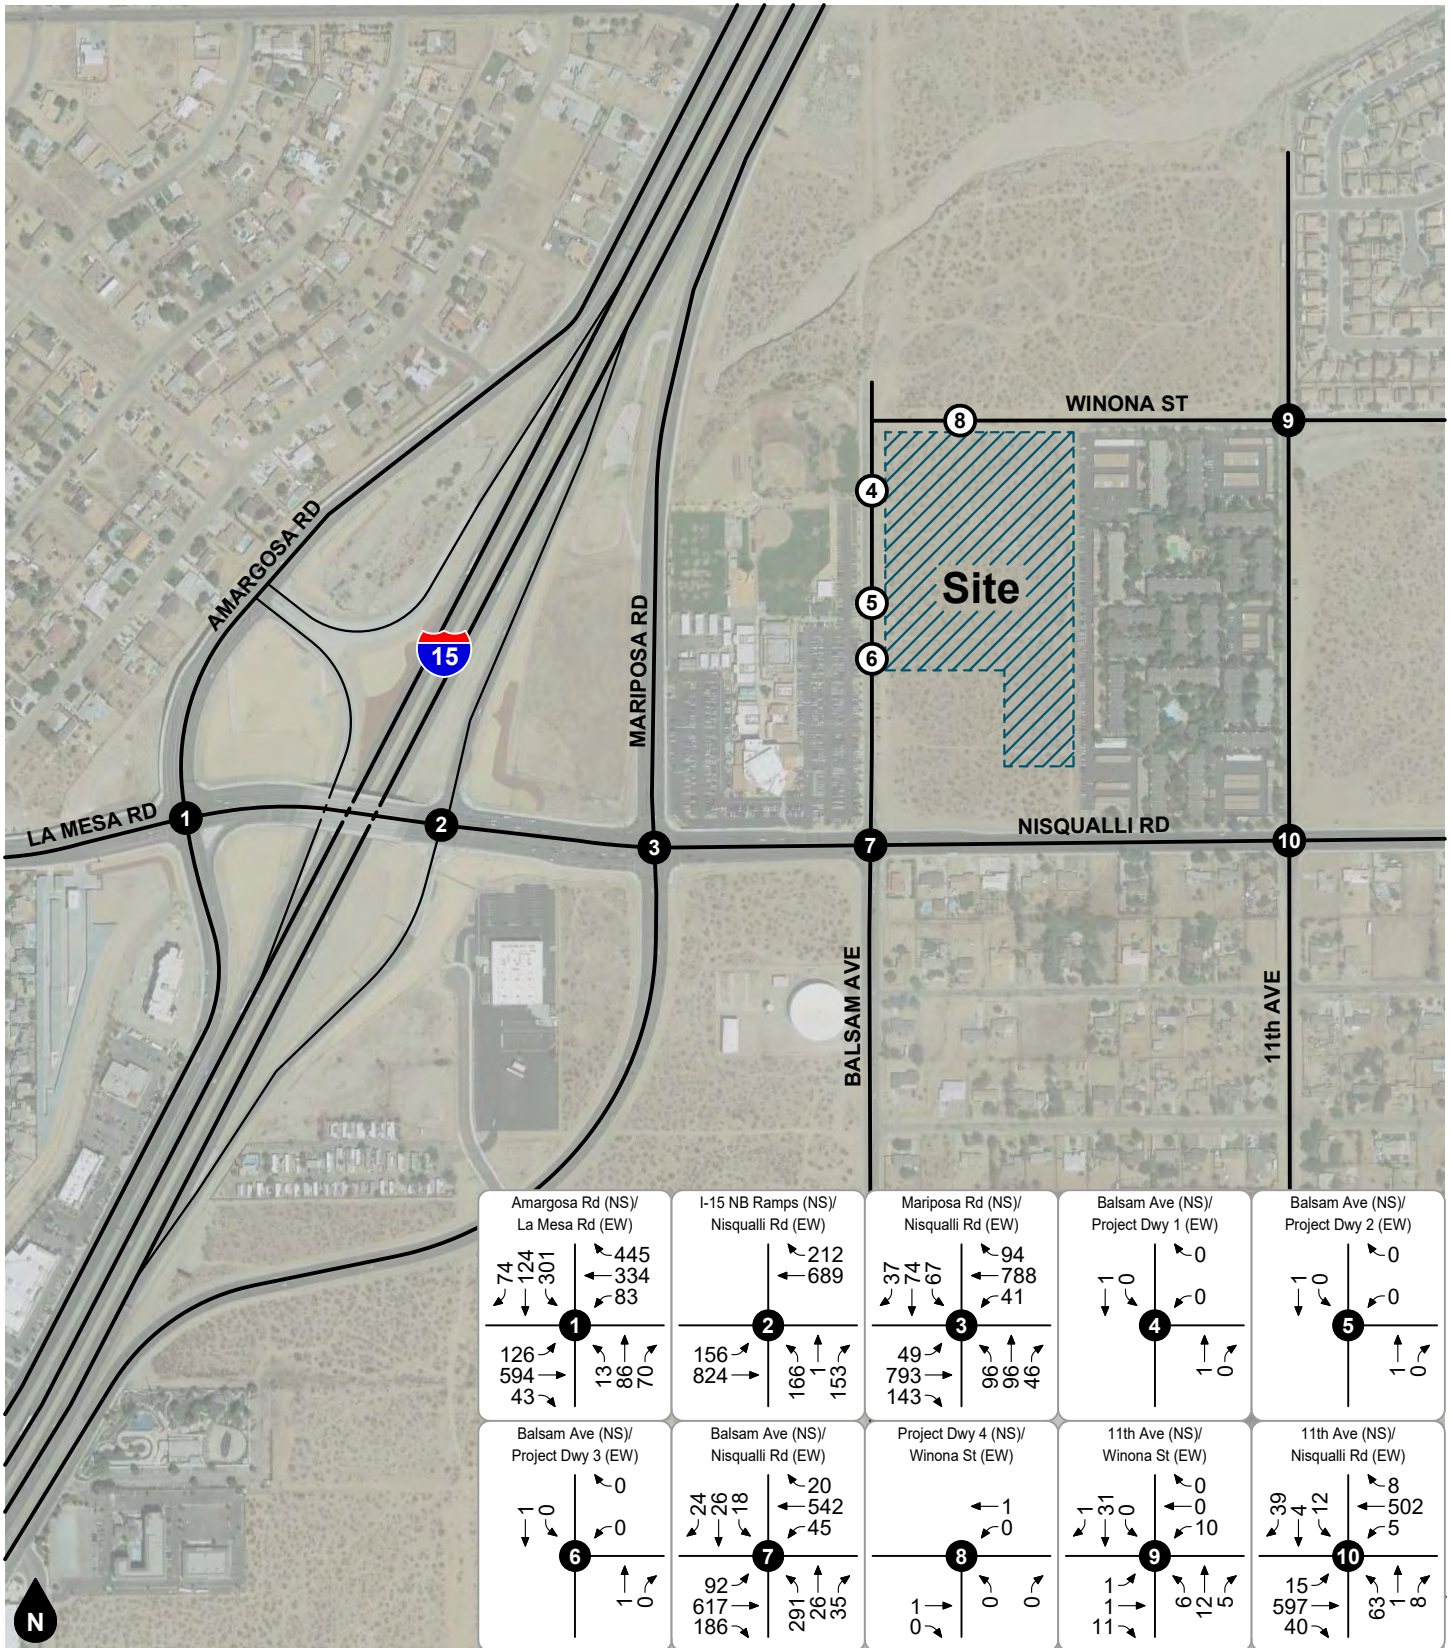 WINONA ST
8
9
4
AMARGOSA RD
5
Site
MARIPOSA RD
6
15
LA MESA RD
1
2
3
7
NISQUALLI RD
10
BALSAM AVE
11th AVE
Amargosa Rd (NS)/
La Mesa Rd (EW)
74 124 301
445
334
83
1
126
594
43
13 86 70
I-15 NB Ramps (NS)/
Nisqualli Rd (EW)
212
689
2
156
824
166 1 153
Mariposa Rd (NS)/
Nisqualli Rd (EW)
37 74 67
94
788
41
3
49
793
143
96 96 46
Balsam Ave (NS)/
Project Dwy 1 (EW)
1 0
0
0
4
1 0
Balsam Ave (NS)/
Project Dwy 2 (EW)
1 0
0
0
5
1 0
Balsam Ave (NS)/
Project Dwy 3 (EW)
1 0
0
0
6
1 0
Balsam Ave (NS)/
Nisqualli Rd (EW)
24 26 18
20
542
45
7
92
617
186
291 26 35
Project Dwy 4 (NS)/
Winona St (EW)
1
0
8
1
0
0 0
11th Ave (NS)/
Winona St (EW)
1 31 0
0
0
10
9
1
1
11
6 12 5
11th Ave (NS)/
Nisqualli Rd (EW)
39 4 12
8
502
5
10
15
597
40
63 1 8
N